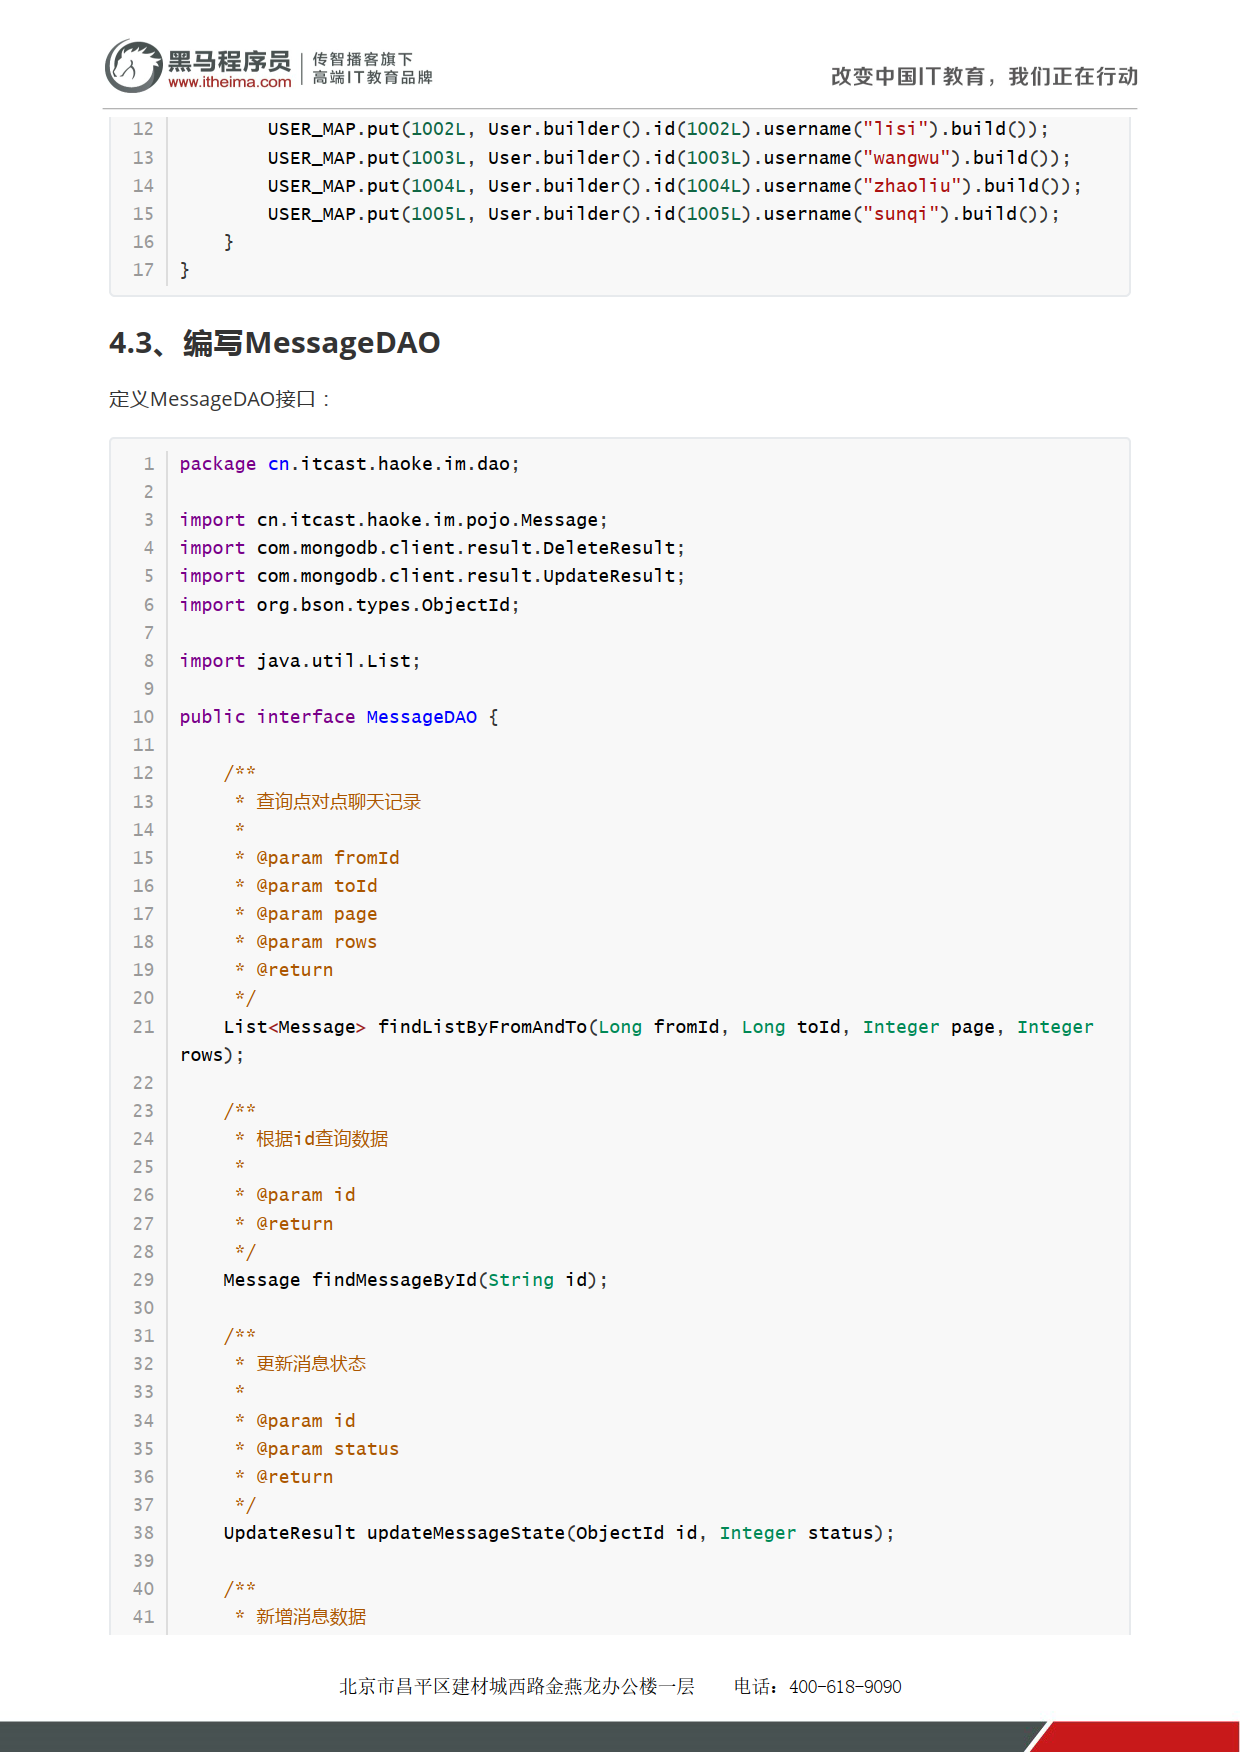 黑马程序员
www.itheima.com
传智播客旗下
高端IT教育品牌
改变中国IT教育，我们正在行动
12         USER_MAP.put(1002L, User.builder().id(1002L).username("lisi").build());
13         USER_MAP.put(1003L, User.builder().id(1003L).username("wangwu").build());
14         USER_MAP.put(1004L, User.builder().id(1004L).username("zhaoliu").build());
15         USER_MAP.put(1005L, User.builder().id(1005L).username("sunqi").build());
16     }
17 }
4.3、编写MessageDAO
定义MessageDAO接口：
1 package cn.itcast.haoke.im.dao;
2
3 import cn.itcast.haoke.im.pojo.Message;
4 import com.mongodb.client.result.DeleteResult;
5 import com.mongodb.client.result.UpdateResult;
6 import org.bson.types.ObjectId;
7
8 import java.util.List;
9
10 public interface MessageDAO {
11
12     /**
13      * 查询点对点聊天记录
14      *
15      * @param fromId
16      * @param toId
17      * @param page
18      * @param rows
19      * @return
20      */
21     List<Message> findListByFromAndTo(Long fromId, Long toId, Integer page, Integer
rows);
22
23     /**
24      * 根据id查询数据
25      *
26      * @param id
27      * @return
28      */
29     Message findMessageById(String id);
30
31     /**
32      * 更新消息状态
33      *
34      * @param id
35      * @param status
36      * @return
37      */
38     UpdateResult updateMessageState(ObjectId id, Integer status);
39
40     /**
41      * 新增消息数据
北京市昌平区建材城西路金燕龙办公楼一层 电话：400-618-9090